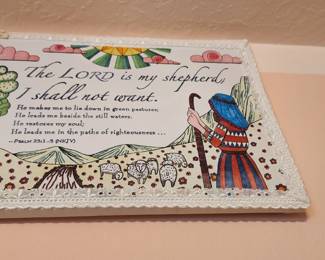 The LORD is my shepherd;
I shall not want.
He makes me to lie down in green pastures;
He leads me beside the still waters.
He restores my soul;
He leads me in the paths of righteousness ...
-- PSALM 23:1-3 (NKJV)